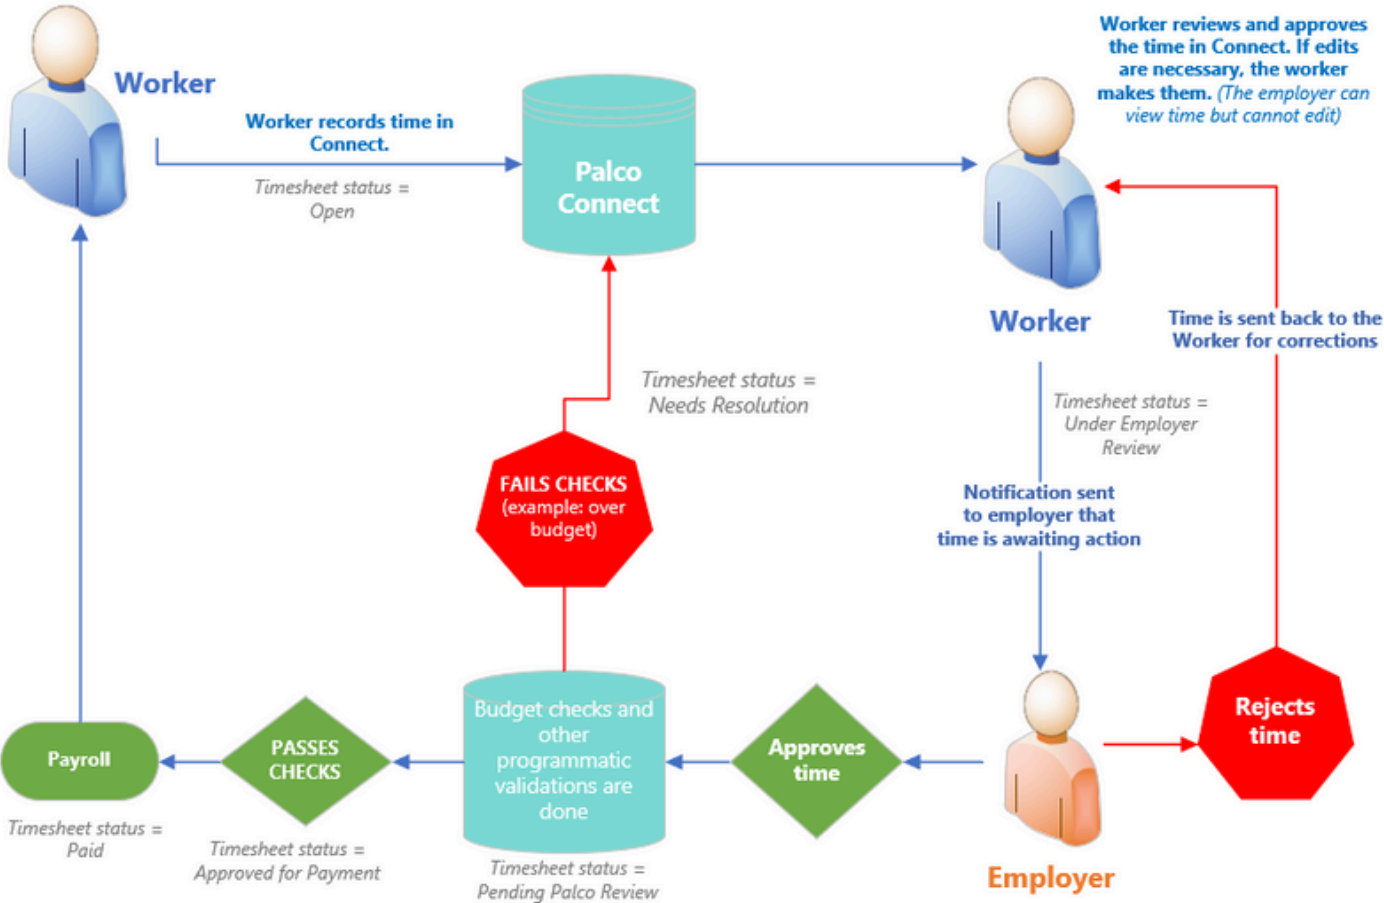 Worker
Worker records time in
Connect.
Timesheet status =
Open
Palco
Connect
Worker reviews and approves
the time in Connect. If edits
are necessary, the worker
makes them. (The employer can
view time but cannot edit)
Worker
Time is sent back to the
Worker for corrections
Timesheet status =
Under Employer
Review
Notification sent
to employer that
time is awaiting action
Timesheet status =
Needs Resolution
FAILS CHECKS
(example: over
budget)
Rejects
time
Employer
Approves
time
Budget checks and
other
programmatic
validations are
done
Timesheet status =
Pending Palco Review
PASSES
CHECKS
Timesheet status =
Approved for Payment
Payroll
Timesheet status =
Paid